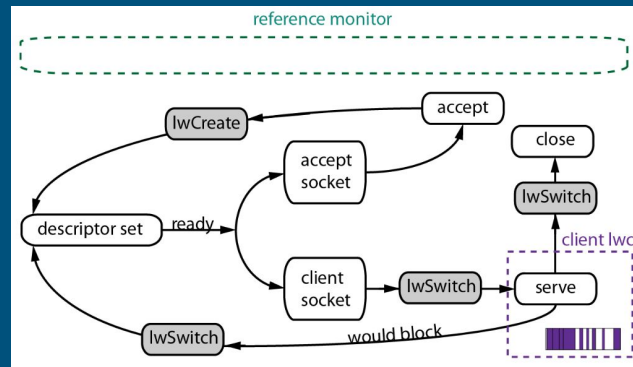 reference monitor
lwCreate
accept
accept
socket
close
lwSwitch
descriptor set
ready
client lwc
client
socket
lwSwitch
serve
lwSwitch
would block